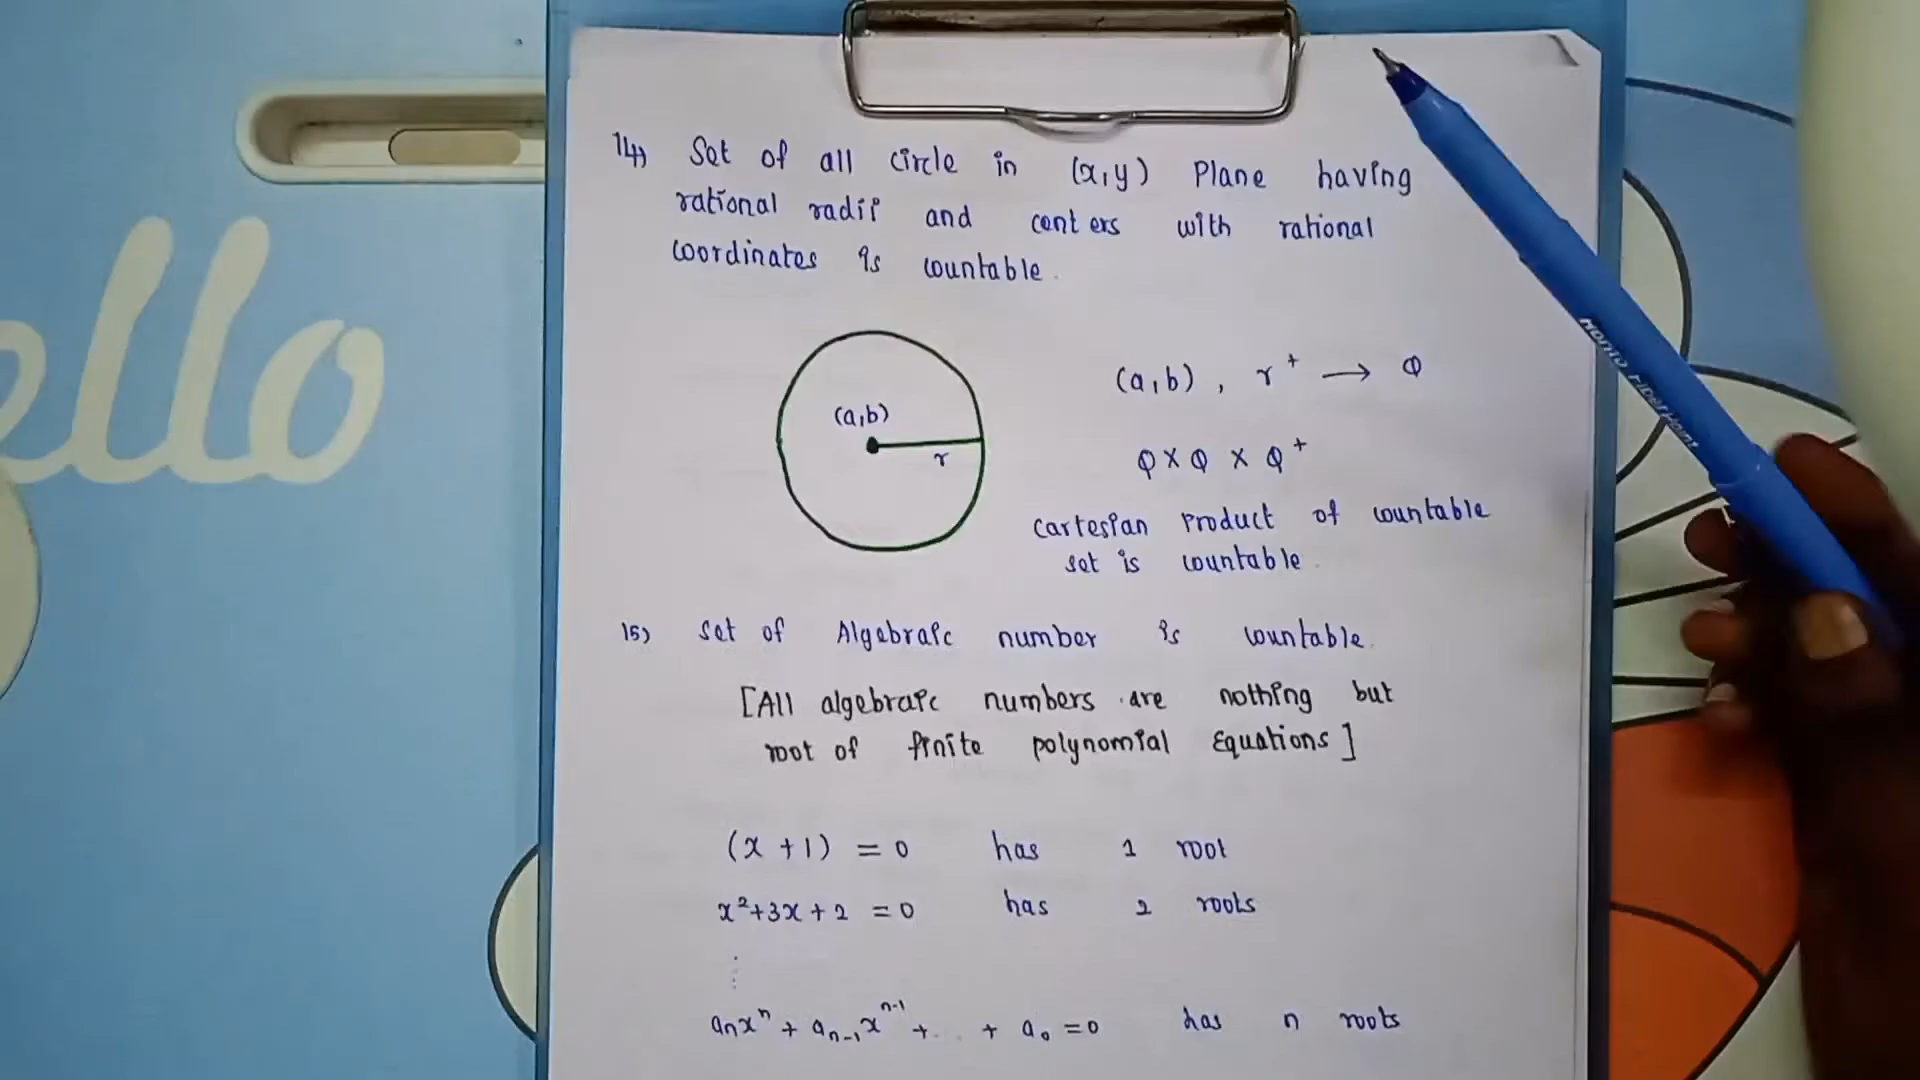 ello
14) Set of all circle in (x,y) Plane having
rational radii and centers with rational
coordinates is countable.
(a,b)
r
(a,b), r⁺ → Q
Q × Q × Q⁺
Cartesian product of countable
set is countable.
15) set of Algebraic number is countable.
[All algebraic numbers are nothing but
root of finite polynomial Equations]
(x + 1) = 0 has 1 root
x² + 3x + 2 = 0 has 2 roots
⋮
aₙxⁿ + aₙ₋₁xⁿ⁻¹ + ... + a₀ = 0 has n roots